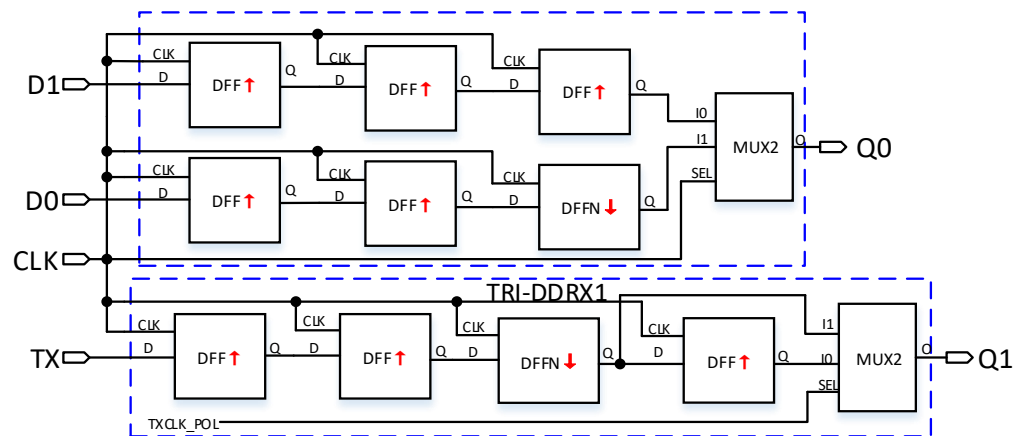 CLK
CLK
CLK
D1
D
DFF↑
Q
D
DFF↑
Q
D
DFF↑
Q
I0
I1
MUX2
O
Q0
SEL
CLK
CLK
CLK
D0
D
DFF↑
Q
D
DFF↑
Q
D
DFFN↓
Q
CLK
TRI-DDRX1
CLK
CLK
CLK
CLK
TX
D
DFF↑
Q
D
DFF↑
Q
D
DFFN↓
Q
D
DFF↑
Q
I1
I0
MUX2
O
Q1
SEL
TXCLK_POL